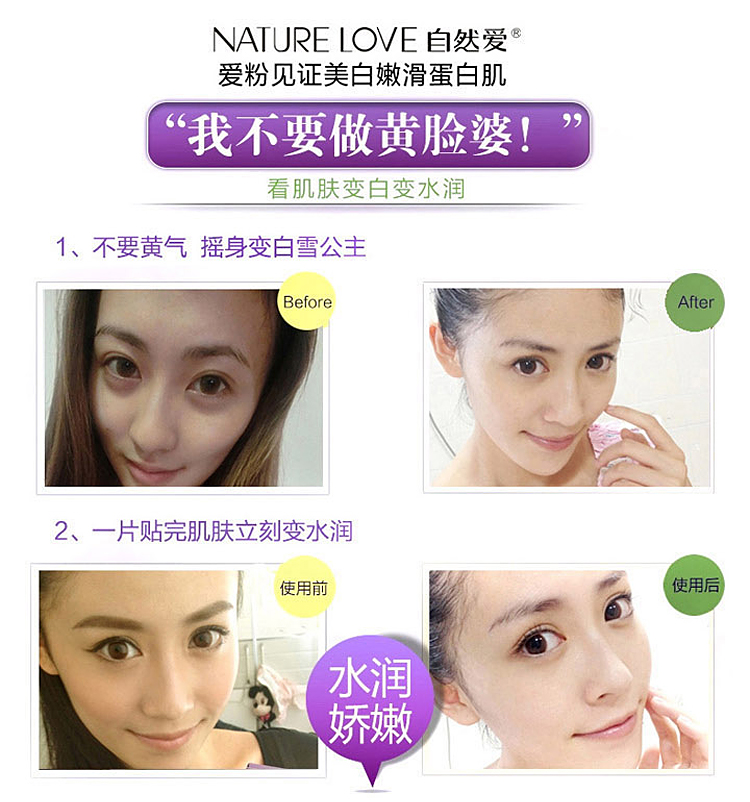 NATURE LOVE 自然爱®
爱粉见证美白嫩滑蛋白肌
“我不要做黄脸婆！”
看肌肤变白变水润
1、不要黄气 摇身变白雪公主
Before
After
2、一片贴完肌肤立刻变水润
使用前
使用后
水润
娇嫩